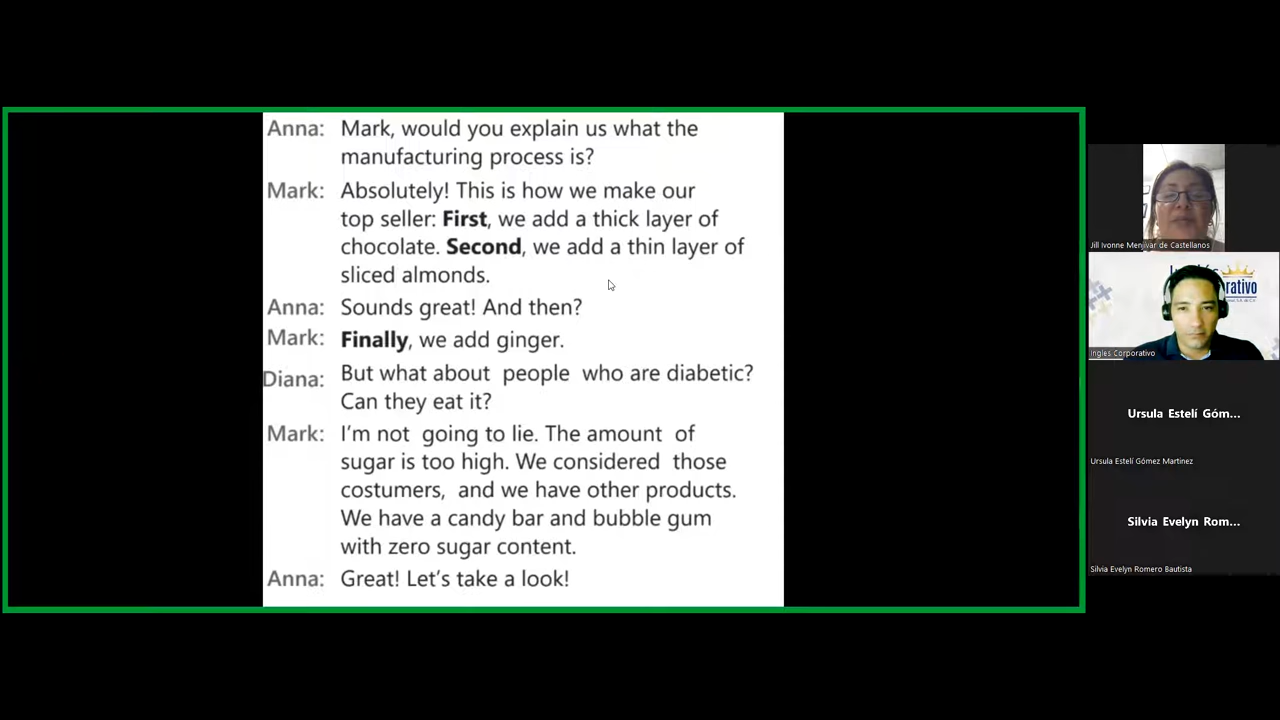 Anna: Mark, would you explain us what the
manufacturing process is?
Mark: Absolutely! This is how we make our
top seller: First, we add a thick layer of
chocolate. Second, we add a thin layer of
sliced almonds.
Anna: Sounds great! And then?
Mark: Finally, we add ginger.
Diana: But what about people who are diabetic?
Can they eat it?
Mark: I'm not going to lie. The amount of
sugar is too high. We considered those
costumers, and we have other products.
We have a candy bar and bubble gum
with zero sugar content.
Anna: Great! Let's take a look!
Jill Ivonne Menjivar de Castellanos
rativo
Ingles Corporativo
Ursula Estelí Góm...
Ursula Estelí Gómez Martinez
Silvia Evelyn Rom...
Silvia Evelyn Romero Bautista